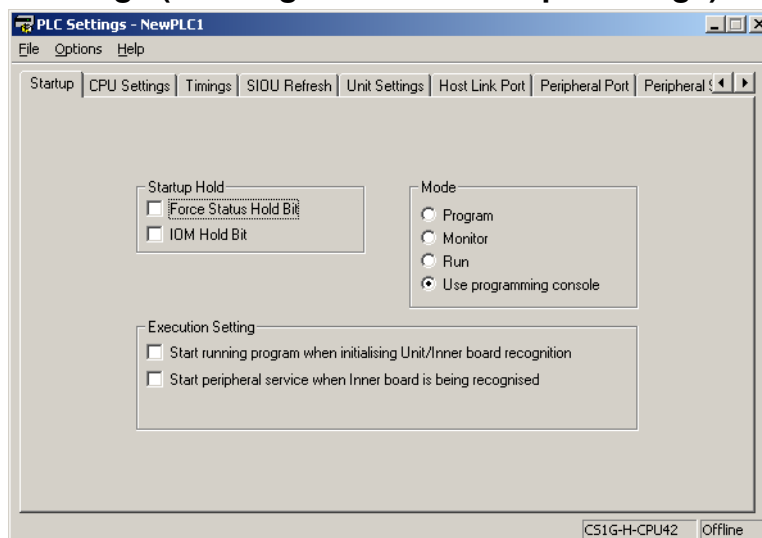 PLC Settings - NewPLC1
File Options Help
Startup CPU Settings Timings SIOU Refresh Unit Settings Host Link Port Peripheral Port Peripheral
Startup Hold
Force Status Hold Bit
IOM Hold Bit
Mode
Program
Monitor
Run
Use programming console
Execution Setting
Start running program when initialising Unit/Inner board recognition
Start peripheral service when Inner board is being recognised
CS1G-H-CPU42 Offline